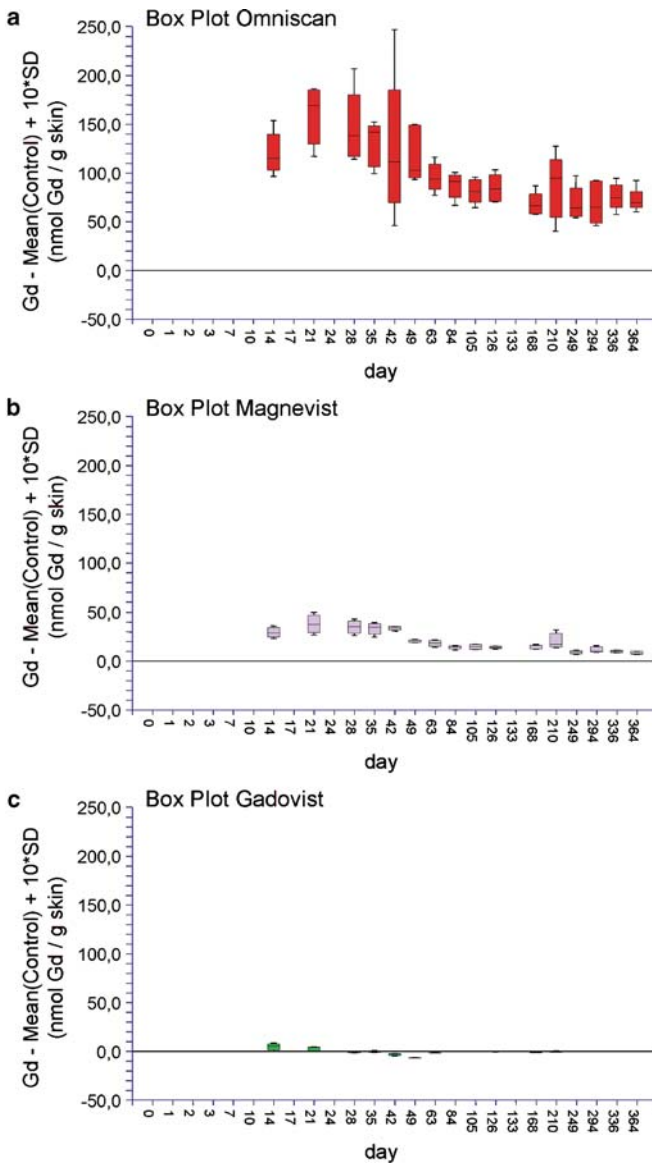 a Box Plot Omniscan
Gd - Mean(Control) + 10*SD
(nmol Gd / g skin)
250,0
200,0
150,0
100,0
50,0
0,0
-50,0
0 1 2 3 7 10 14 17 21 24 28 35 42 49 63 84 105 126 133 168 210 249 294 336 364
day
b Box Plot Magnevist
Gd - Mean(Control) + 10*SD
(nmol Gd / g skin)
250,0
200,0
150,0
100,0
50,0
0,0
-50,0
0 1 2 3 7 10 14 17 21 24 28 35 42 49 63 84 105 126 133 168 210 249 294 336 364
day
c Box Plot Gadovist
Gd - Mean(Control) + 10*SD
(nmol Gd / g skin)
250,0
200,0
150,0
100,0
50,0
0,0
-50,0
0 1 2 3 7 10 14 17 21 24 28 35 42 49 63 84 105 126 133 168 210 249 294 336 364
day